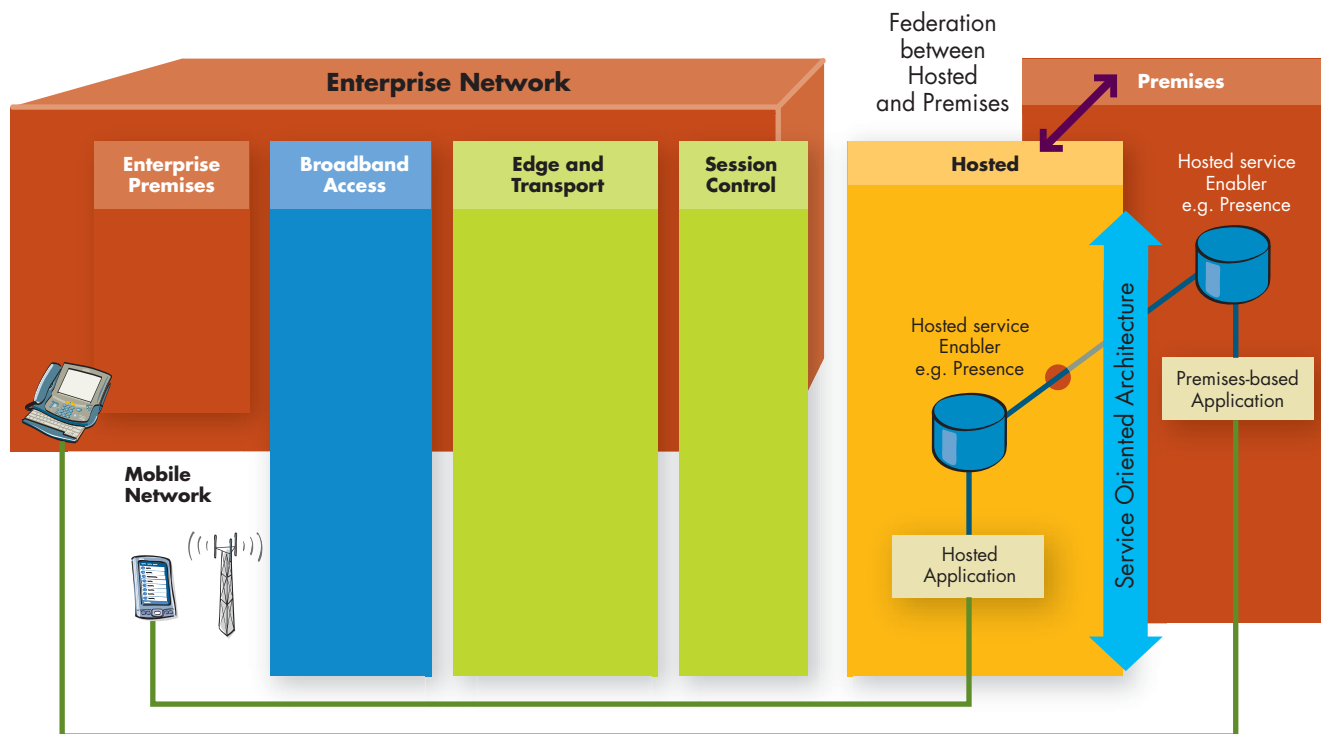 Federation
between
Hosted
and Premises
Enterprise Network
Premises
Enterprise
Premises
Broadband
Access
Edge and
Transport
Session
Control
Hosted
Hosted service
Enabler
e.g. Presence
Hosted service
Enabler
e.g. Presence
Service Oriented Architecture
Premises-based
Application
Mobile
Network
Hosted
Application